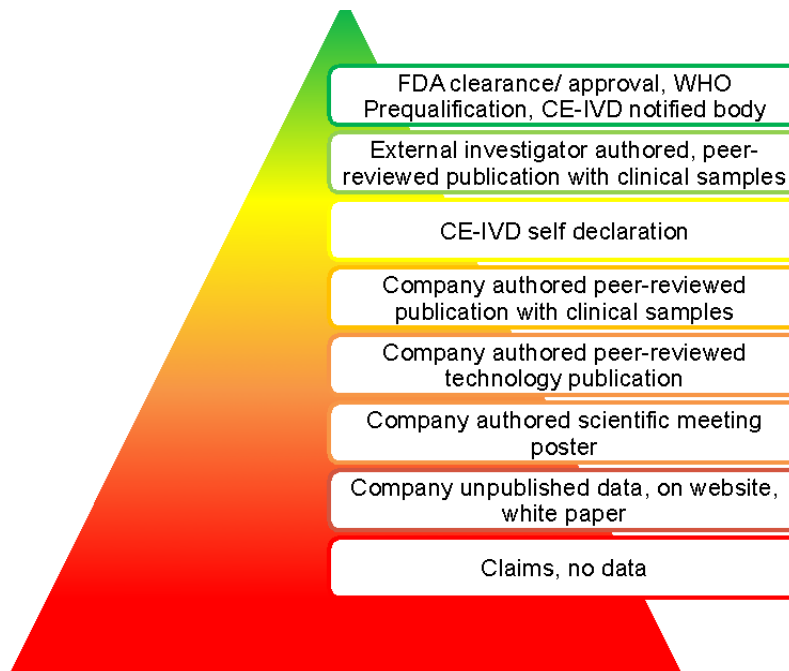 FDA clearance/ approval, WHO
Prequalification, CE-IVD notified body
External investigator authored, peer-
reviewed publication with clinical samples
CE-IVD self declaration
Company authored peer-reviewed
publication with clinical samples
Company authored peer-reviewed
technology publication
Company authored scientific meeting
poster
Company unpublished data, on website,
white paper
Claims, no data